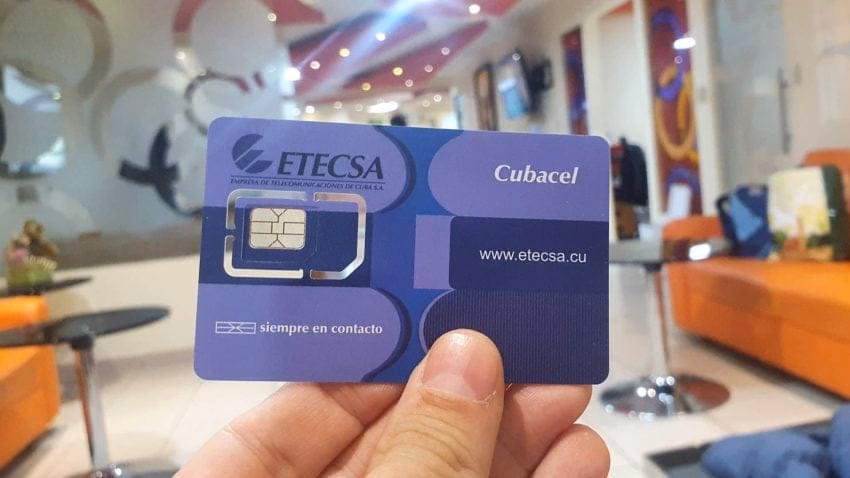 ETECSA
EMPRESA DE TELECOMUNICACIONES DE CUBA S.A.
Cubacel
www.etecsa.cu
siempre en contacto